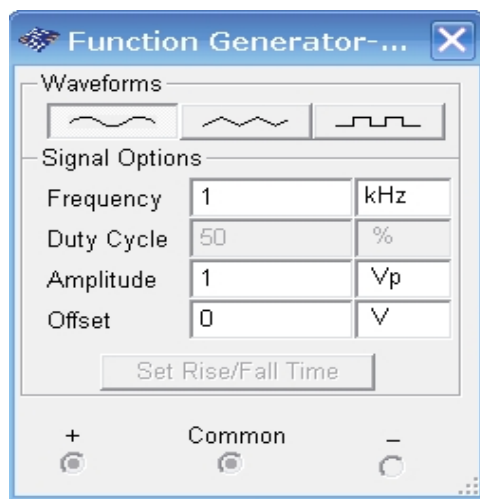 Function Generator-...
Waveforms
Signal Options
Frequency 1 kHz
Duty Cycle 50 %
Amplitude 1 Vp
Offset 0 V
Set Rise/Fall Time
+ Common –